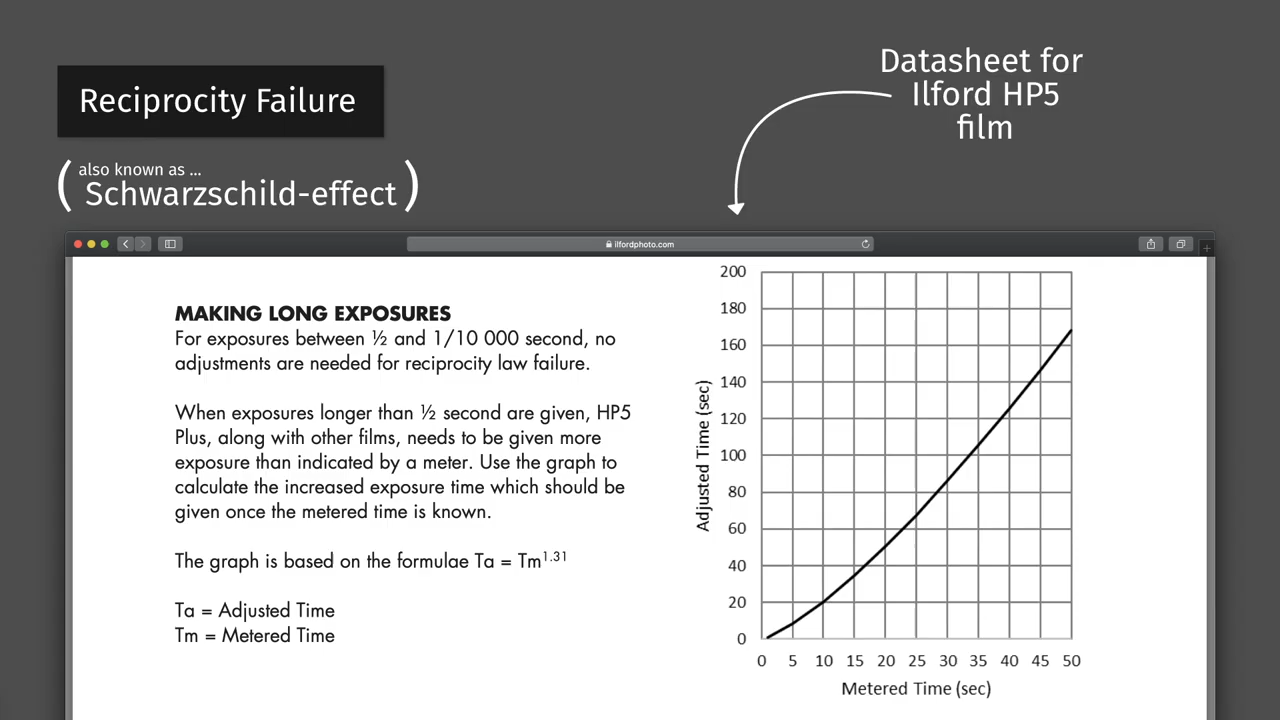 Reciprocity Failure
( also known as ...
Schwarzschild-effect )
Datasheet for
Ilford HP5
film
ilfordphoto.com
MAKING LONG EXPOSURES
For exposures between ½ and 1/10 000 second, no
adjustments are needed for reciprocity law failure.
When exposures longer than ½ second are given, HP5
Plus, along with other films, needs to be given more
exposure than indicated by a meter. Use the graph to
calculate the increased exposure time which should be
given once the metered time is known.
The graph is based on the formulae Ta = Tm¹·³¹
Ta = Adjusted Time
Tm = Metered Time
Adjusted Time (sec)
200
180
160
140
120
100
80
60
40
20
0
0 5 10 15 20 25 30 35 40 45 50
Metered Time (sec)